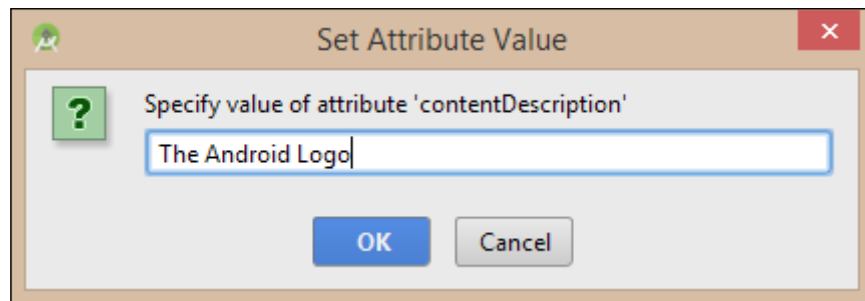 Set Attribute Value
Specify value of attribute 'contentDescription'
The Android Logo
OK Cancel